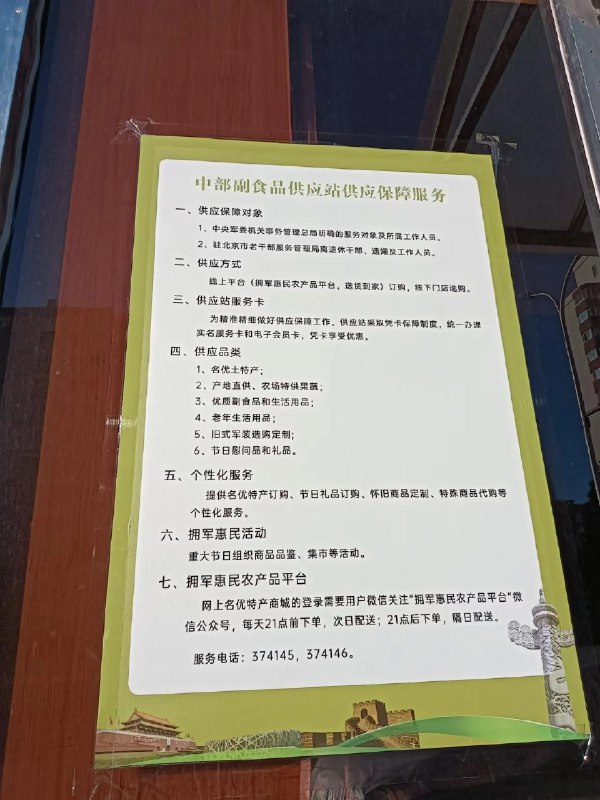 中部副食品供应站供应保障服务
一、供应保障对象
1、中央军委机关事务管理总局明确的服务对象及所属工作人员。
2、驻北京市老干部服务管理局离退休干部、遗孀及工作人员。
二、供应方式
线上平台（拥军惠民农产品平台，送货到家）订购，线下门店选购。
三、供应站服务卡
为精准精细做好供应保障工作，供应站采取凭卡保障制度，统一办理
实名服务卡和电子会员卡，凭卡享受优惠。
四、供应品类
1、名优土特产；
2、产地直供、农场特供果蔬；
3、优质副食品和生活用品；
4、老年生活用品；
5、旧式军装选购定制；
6、节日慰问品和礼品。
五、个性化服务
提供名优特产订购、节日礼品订购、怀旧商品定制、特殊商品代购等
个性化服务。
六、拥军惠民活动
重大节日组织商品品鉴、集市等活动。
七、拥军惠民农产品平台
网上名优特产商城的登录需要用户微信关注“拥军惠民农产品平台”微
信公众号，每天21点前下单，次日配送；21点后下单，隔日配送。
服务电话：374145，374146。